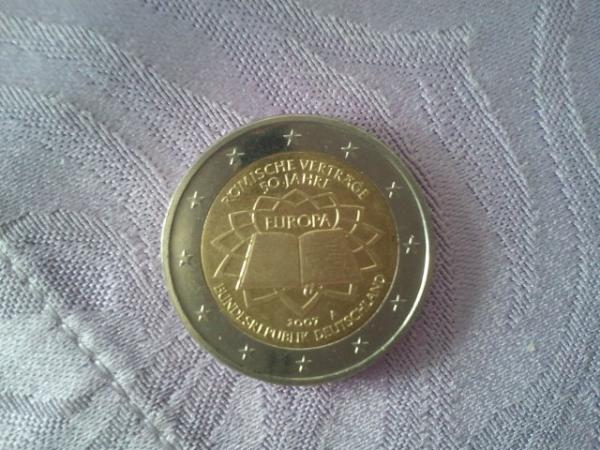 RÖMISCHE VERTRÄGE
50 JAHRE
EUROPA
2007 A
BUNDESREPUBLIK DEUTSCHLAND